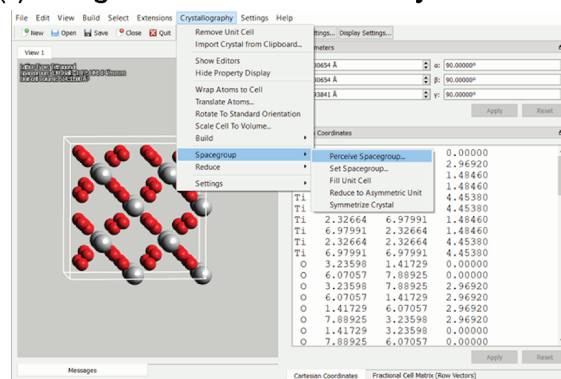 File Edit View Build Select Extensions Crystallography Settings Help
New Open Save Close Quit
Settings... Display Settings...
View 1
Remove Unit Cell
Import Crystal from Clipboard...
Show Editors
Hide Property Display
Wrap Atoms to Cell
Translate Atoms...
Rotate To Standard Orientation
Scale Cell To Volume...
Build
Spacegroup
Reduce
Settings
Perceive Spacegroup...
Set Spacegroup...
Fill Unit Cell
Reduce to Asymmetric Unit
Symmetrize Crystal
30654 Å α: 90.00000°
30654 Å β: 90.00000°
93841 Å γ: 90.00000°
Apply Reset
Coordinates
0.00000
2.96920
1.48460
1.48460
Ti 4.45380
Ti 4.45380
Ti 2.32664 6.97991 1.48460
Ti 6.97991 2.32664 1.48460
Ti 2.32664 2.32664 4.45380
Ti 6.97991 6.97991 4.45380
O 3.23598 1.41729 0.00000
O 6.07057 7.88925 0.00000
O 3.23598 7.88925 2.96920
O 6.07057 1.41729 2.96920
O 1.41729 6.07057 2.96920
O 7.88925 3.23598 2.96920
O 1.41729 3.23598 0.00000
O 7.88925 6.07057 0.00000
Apply Reset
Messages
Cartesian Coordinates Fractional Cell Matrix (Row Vectors)